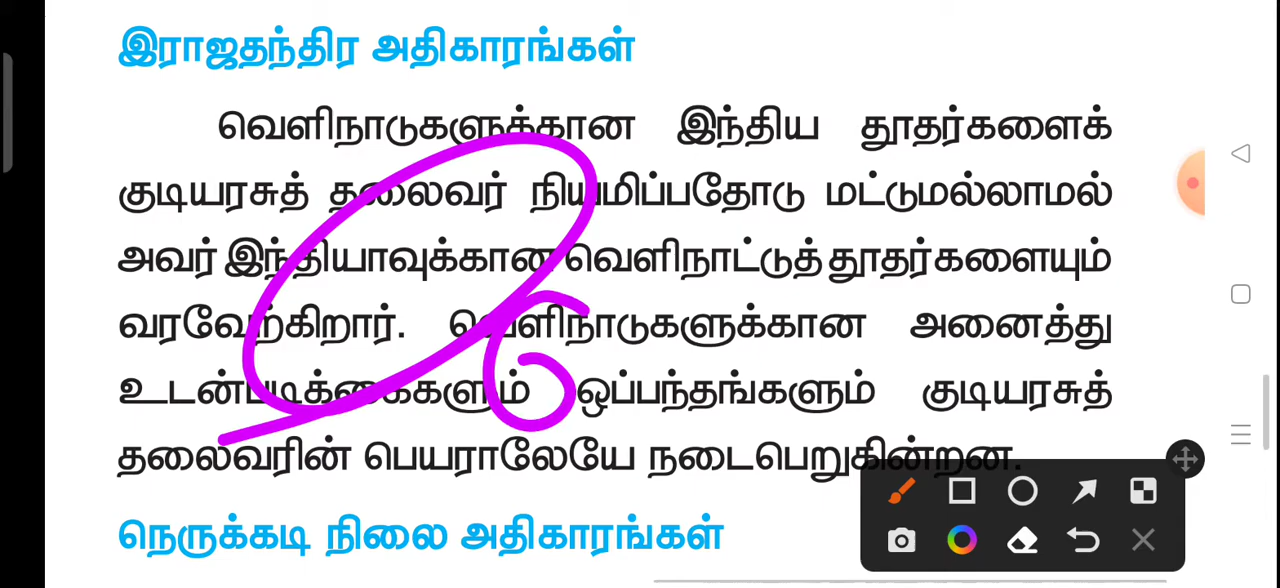 இராஜதந்திர அதிகாரங்கள்
வெளிநாடுகளுக்கான இந்திய தூதர்களைக்
குடியரசுத் தலைவர் நியமிப்பதோடு மட்டுமல்லாமல்
அவர் இந்தியாவுக்கான வெளிநாட்டுத் தூதர்களையும்
வரவேற்கிறார். வெளிநாடுகளுக்கான அனைத்து
உடன்படிக்கைகளும் ஒப்பந்தங்களும் குடியரசுத்
தலைவரின் பெயராலேயே நடைபெறுகின்றன.
நெருக்கடி நிலை அதிகாரங்கள்